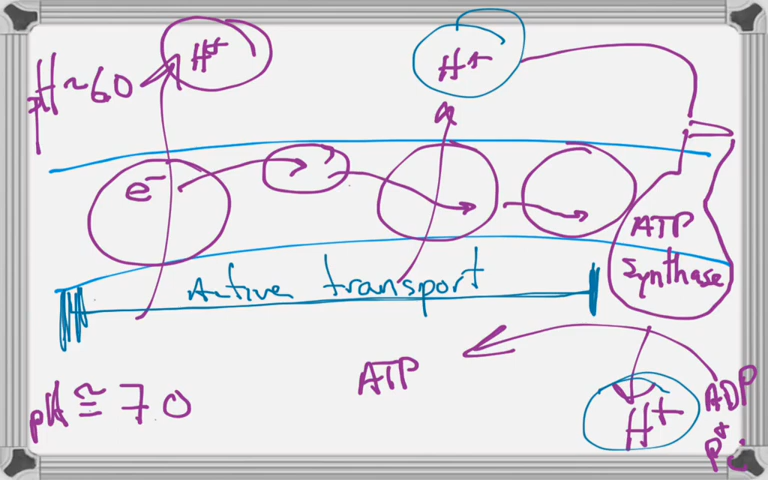 pH ~ 6.0
H+
H+
e-
ATP
Synthase
Active transport
ATP
pH ≅ 7.0
H+
ADP
+
Pi